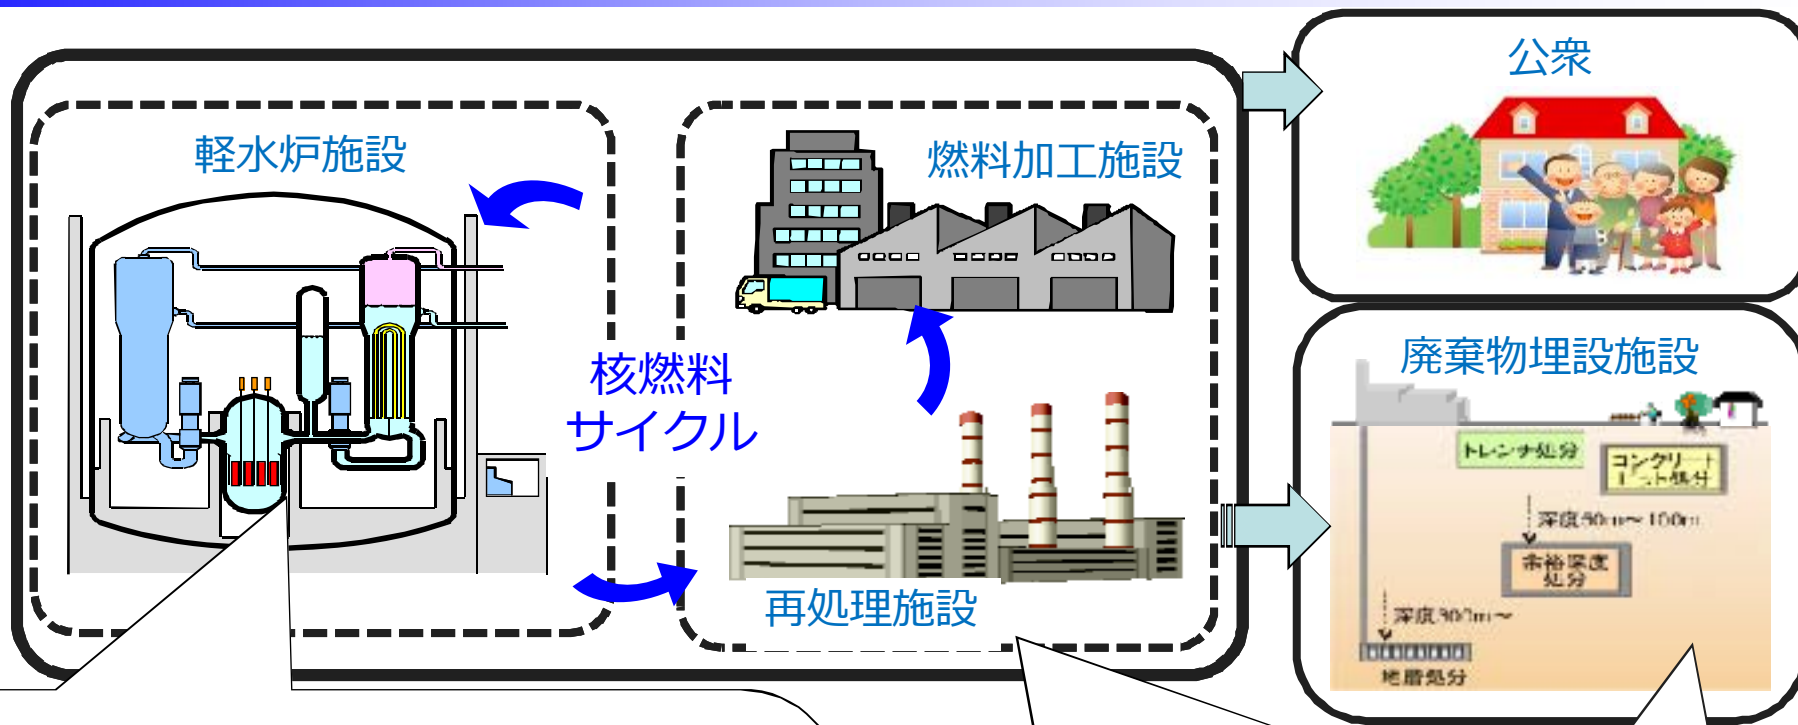 公衆
軽水炉施設
燃料加工施設
核燃料
サイクル
再処理施設
廃棄物埋設施設
トレンチ処分
コンクリート
ピット処分
深度50m~100m
余裕深度
処分
深度300m~
地層処分